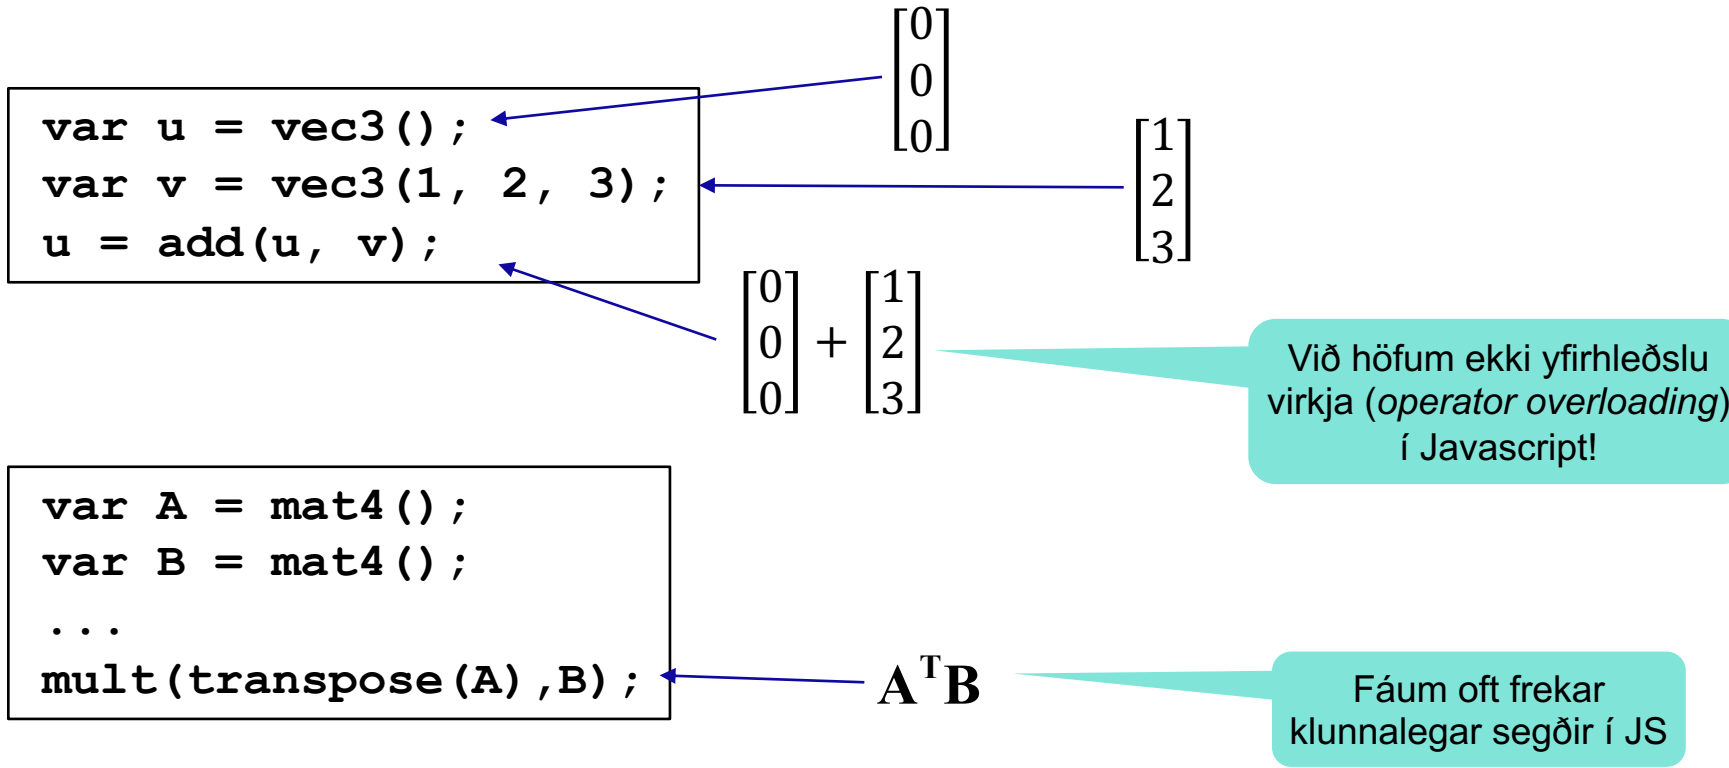 var u = vec3();
var v = vec3(1, 2, 3);
u = add(u, v);
[0
0
0]
[1
2
3]
[0
0
0] + [1
2
3]
Við höfum ekki yfirhleðslu
virkja (operator overloading)
í Javascript!
var A = mat4();
var B = mat4();
...
mult(transpose(A),B);
AᵀB
Fáum oft frekar
klunnalegar segðir í JS